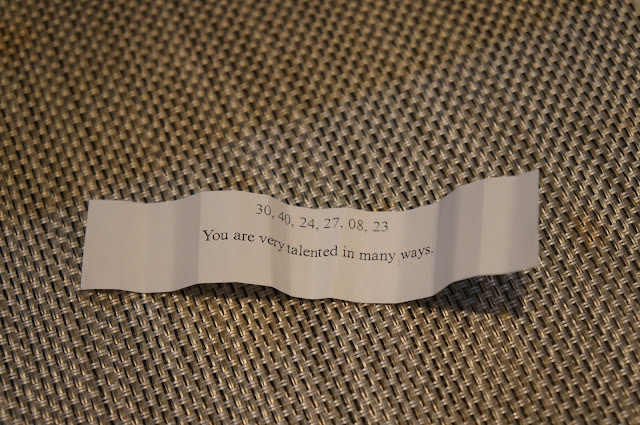 30, 40, 24, 27, 08, 23
You are very talented in many ways.